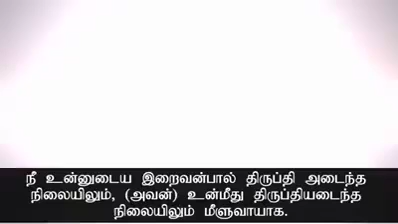 நீ உன்னுடைய இறைவன்பால் திருப்தி அடைந்த
நிலையிலும், (அவன்) உன்மீது திருப்தியடைந்த
நிலையிலும் மீளுவாயாக.